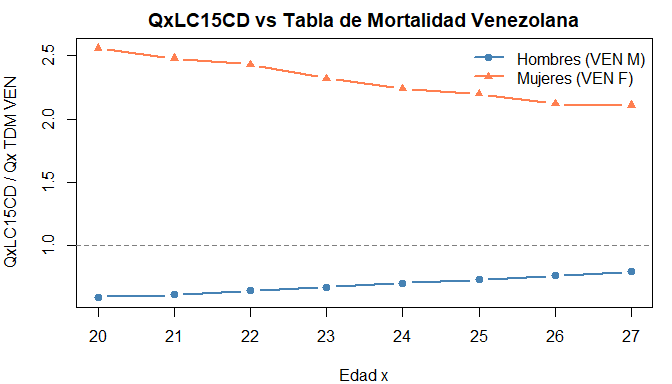 QxLC15CD vs Tabla de Mortalidad Venezolana
Hombres (VEN M)
Mujeres (VEN F)
QxLC15CD / Qx TDM VEN
2.5
2.0
1.5
1.0
20 21 22 23 24 25 26 27
Edad x